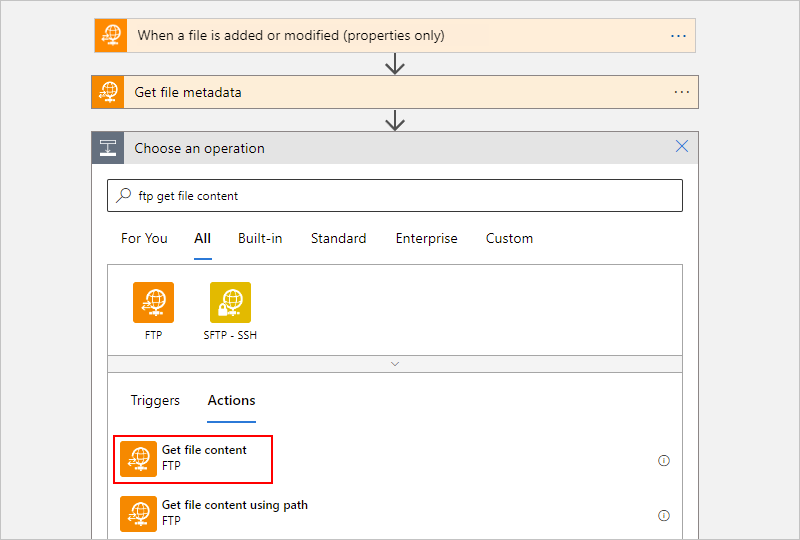 When a file is added or modified (properties only)
Get file metadata
Choose an operation
ftp get file content
For You All Built-in Standard Enterprise Custom
FTP SFTP - SSH
Triggers Actions
Get file content
FTP
Get file content using path
FTP